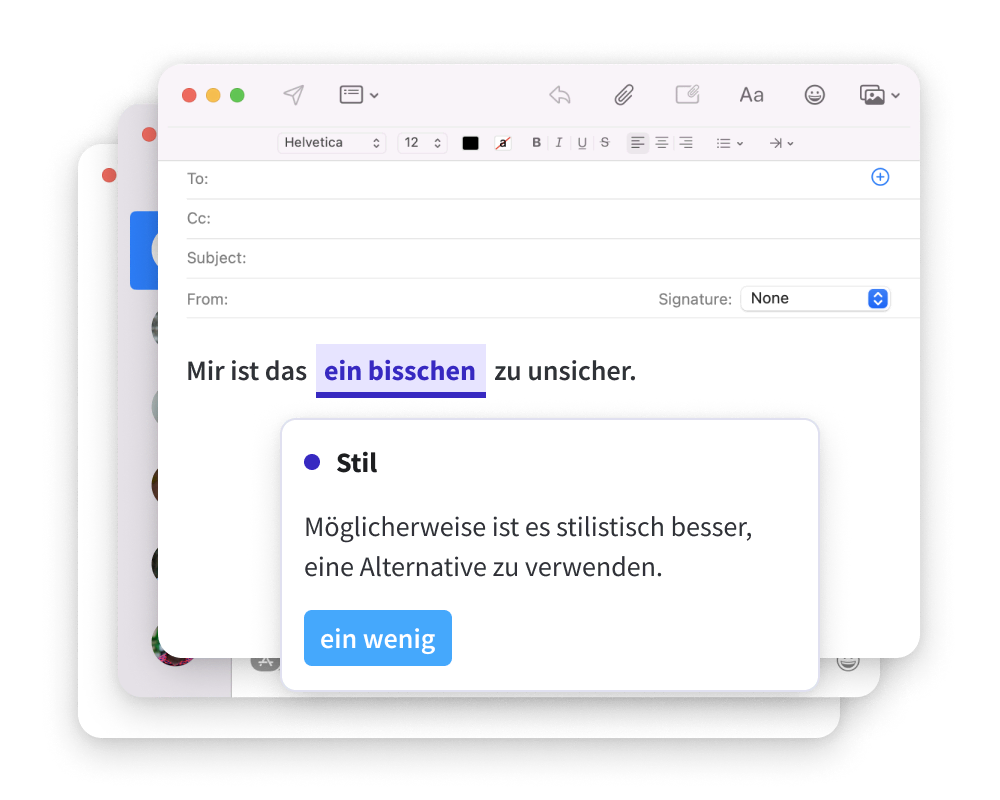 Aa
Helvetica 12 a B I U S
To:
Cc:
Subject:
From: Signature: None
Mir ist das ein bisschen zu unsicher.
Stil
Möglicherweise ist es stilistisch besser,
eine Alternative zu verwenden.
ein wenig